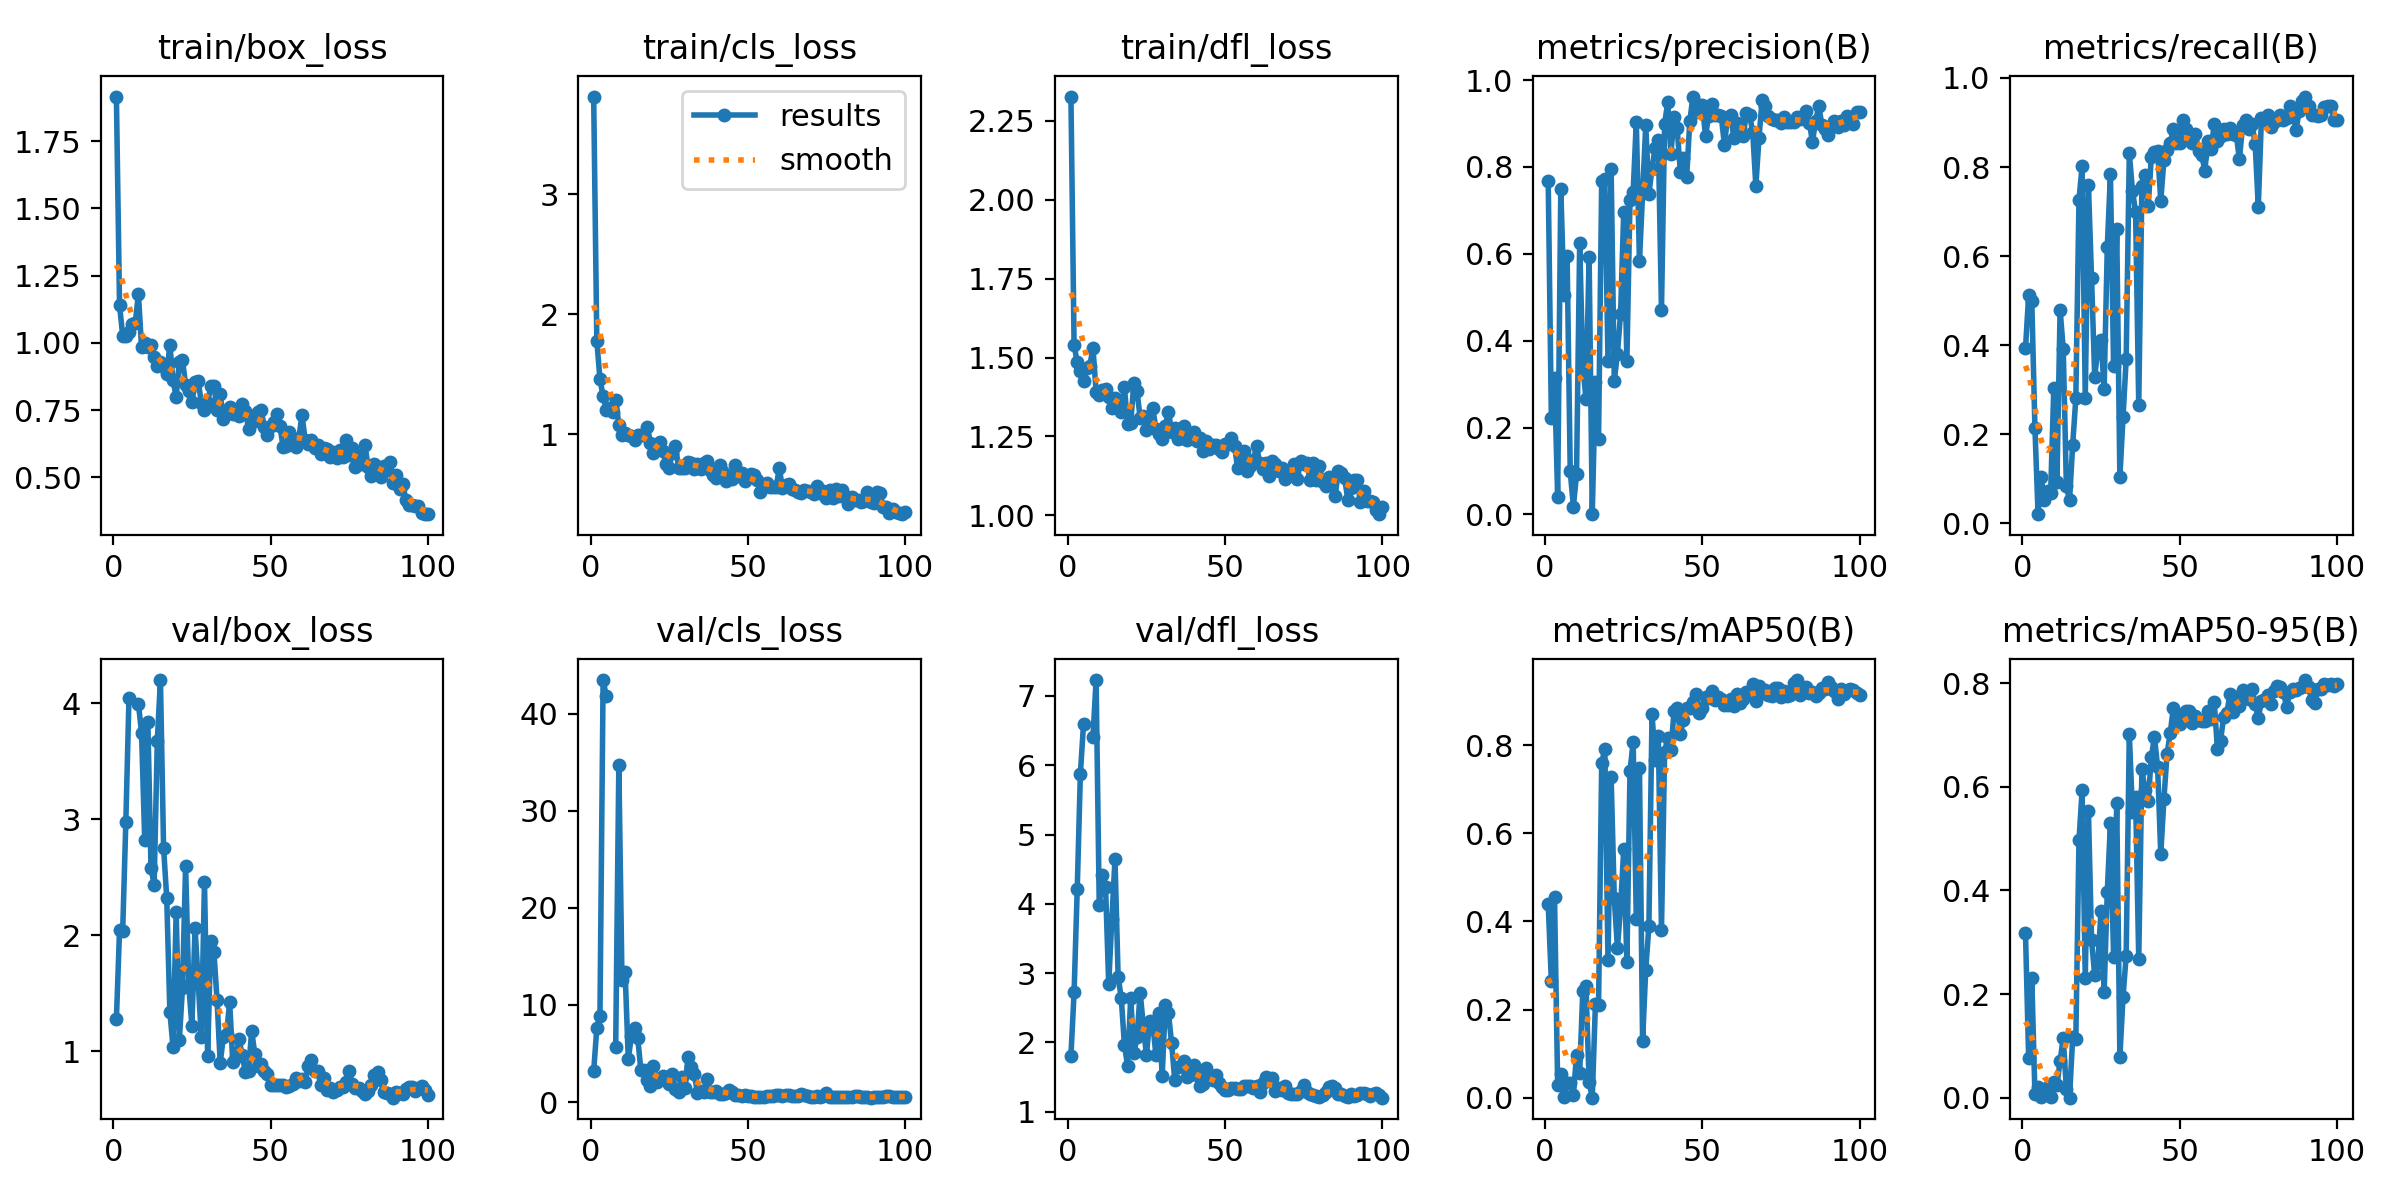 train/box_loss
1.75
1.50
1.25
1.00
0.75
0.50
0 50 100
train/cls_loss
results
smooth
3
2
1
0 50 100
train/dfl_loss
2.25
2.00
1.75
1.50
1.25
1.00
0 50 100
metrics/precision(B)
1.0
0.8
0.6
0.4
0.2
0.0
0 50 100
metrics/recall(B)
1.0
0.8
0.6
0.4
0.2
0.0
0 50 100
val/box_loss
4
3
2
1
0 50 100
val/cls_loss
40
30
20
10
0
0 50 100
val/dfl_loss
7
6
5
4
3
2
1
0 50 100
metrics/mAP50(B)
0.8
0.6
0.4
0.2
0.0
0 50 100
metrics/mAP50-95(B)
0.8
0.6
0.4
0.2
0.0
0 50 100